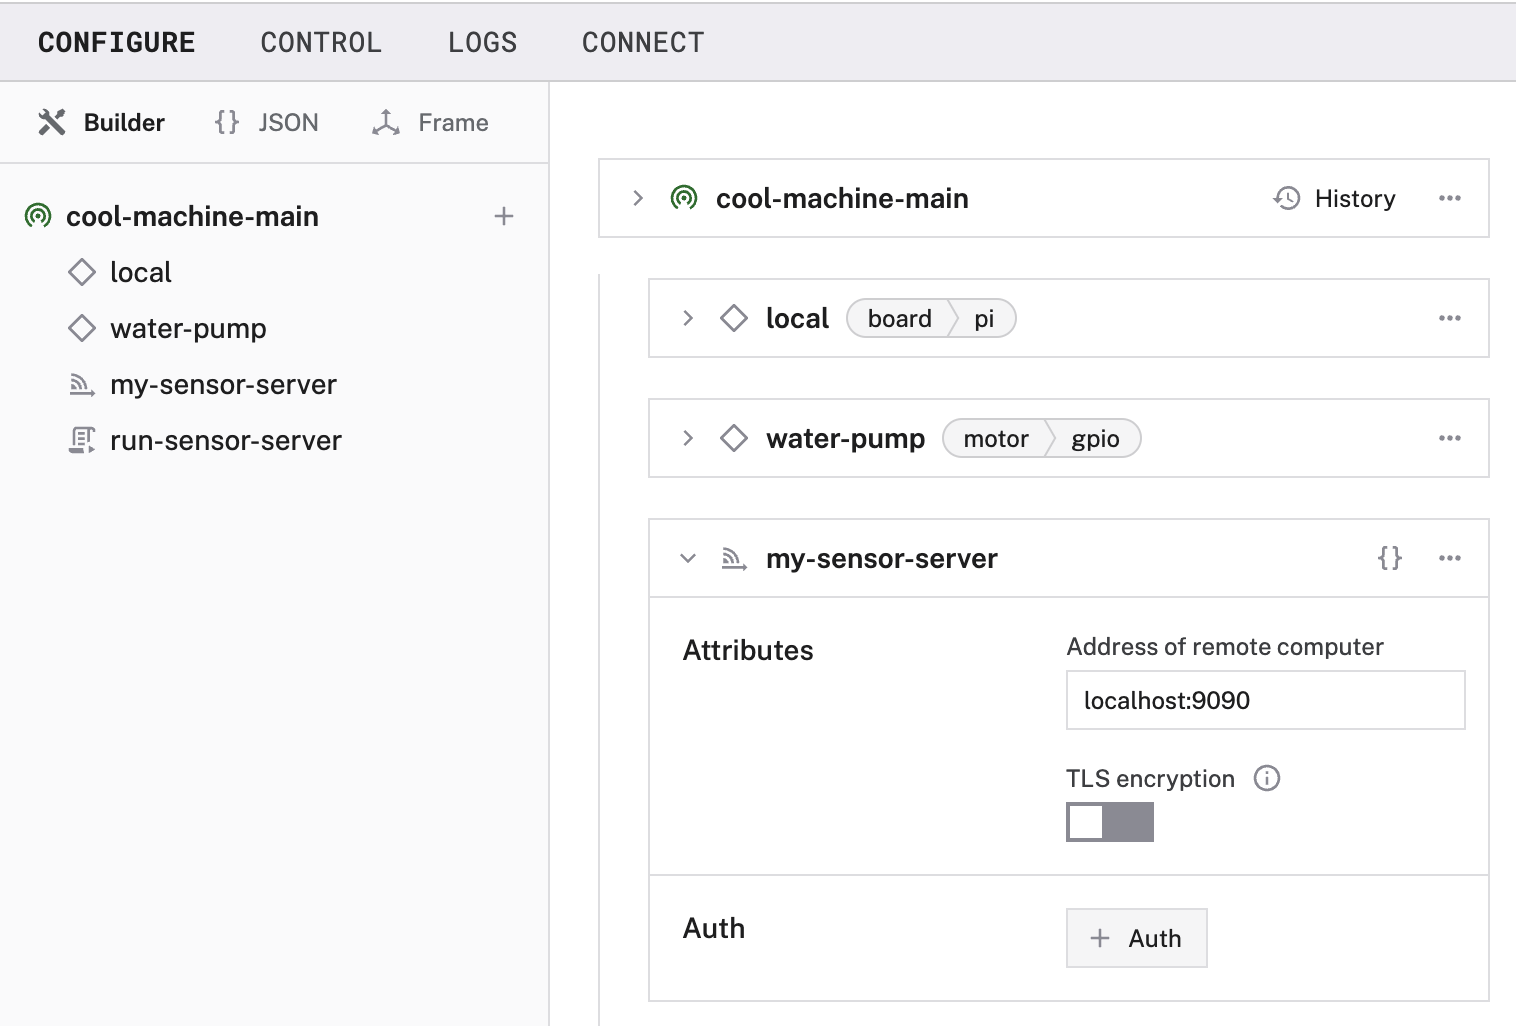 CONFIGURE CONTROL LOGS CONNECT
Builder {} JSON Frame
cool-machine-main
local
water-pump
my-sensor-server
run-sensor-server
cool-machine-main History
local board pi
water-pump motor gpio
my-sensor-server {}
Attributes
Address of remote computer
localhost:9090
TLS encryption
Auth
+ Auth